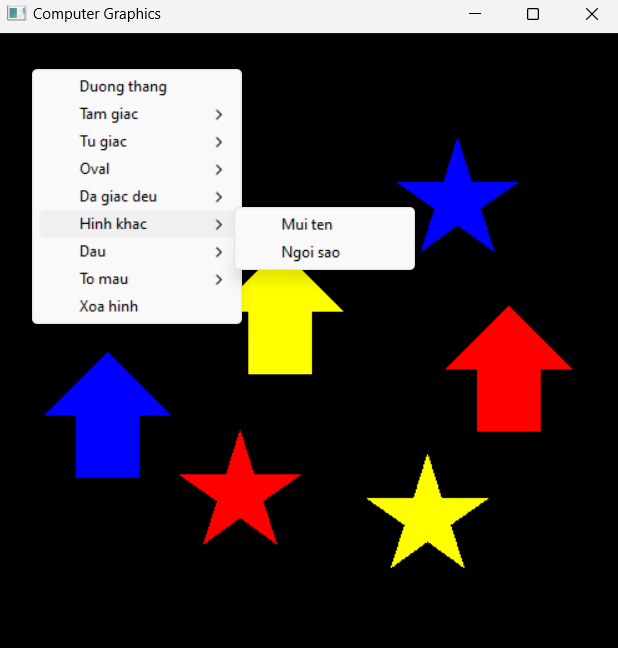 Computer Graphics
Duong thang
Tam giac
Tu giac
Oval
Da giac deu
Hinh khac
Mui ten
Ngoi sao
Dau
To mau
Xoa hinh